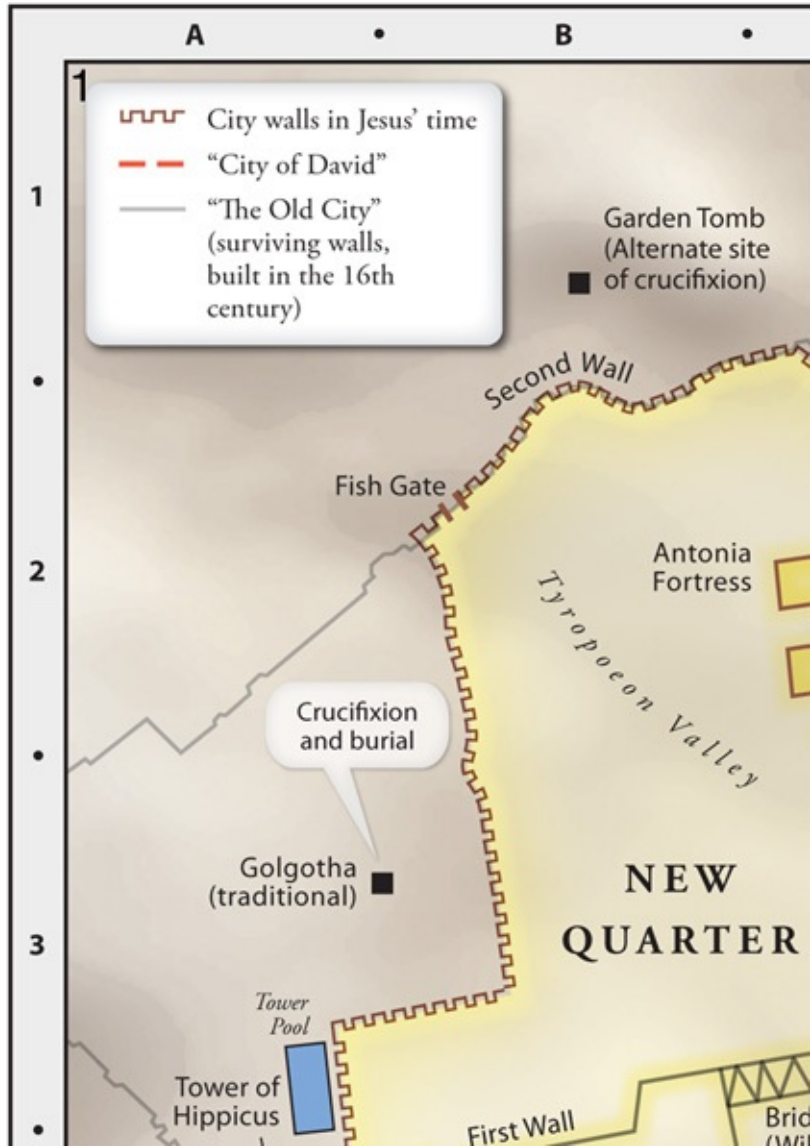 A • B •
1
1
City walls in Jesus’ time
“City of David”
“The Old City”
(surviving walls,
built in the 16th
century)
Garden Tomb
(Alternate site
of crucifixion)
•
Second Wall
Fish Gate
2
Antonia
Fortress
Tyropoeon Valley
Crucifixion
and burial
•
Golgotha
(traditional)
NEW
QUARTER
3
Tower
Pool
Tower of
Hippicus
First Wall
•